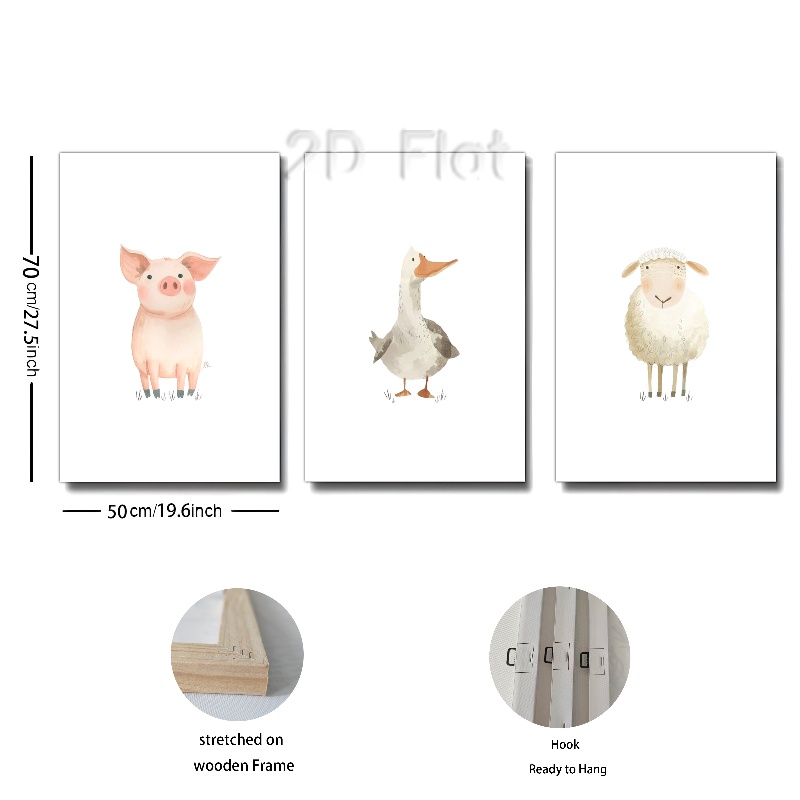 2D Flat
70 cm/27.5inch
50cm/19.6inch
stretched on
wooden Frame
Hook
Ready to Hang